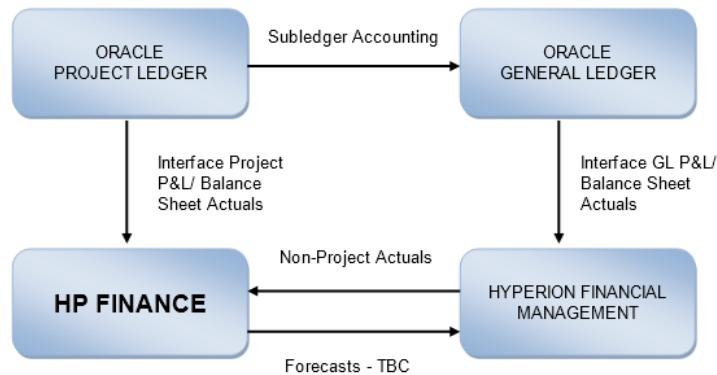 ORACLE
PROJECT LEDGER
Subledger Accounting
ORACLE
GENERAL LEDGER
Interface Project
P&L/ Balance
Sheet Actuals
Interface GL P&L/
Balance Sheet
Actuals
HP FINANCE
Non-Project Actuals
HYPERION FINANCIAL
MANAGEMENT
Forecasts - TBC